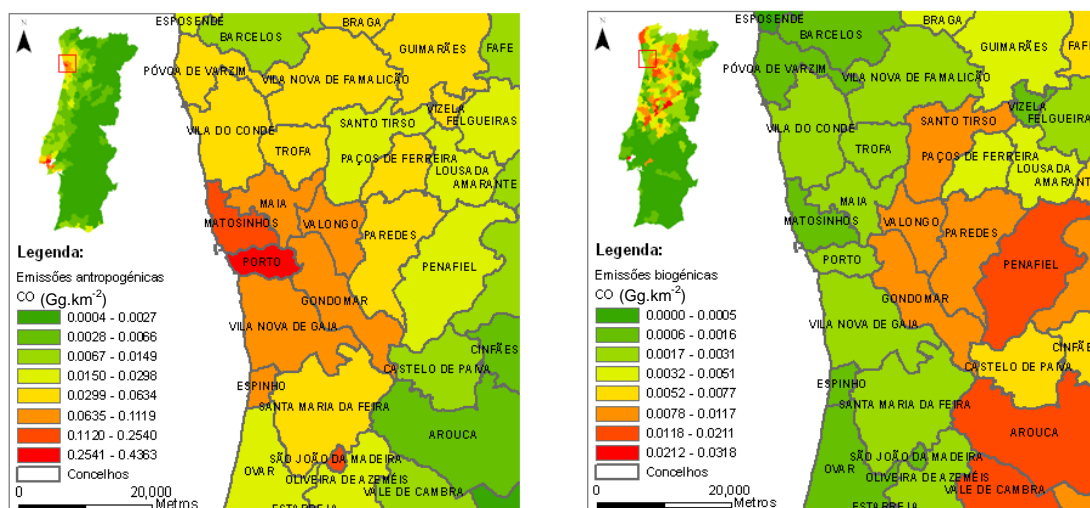 N
ESPOSENDE
BRAGA
BARCELOS
GUIMARÃES
FAFE
PÓVOA DE VARZIM
VILA NOVA DE FAMALICÃO
VIZELA
FELGUEIRAS
SANTO TIRSO
VILA DO CONDE
TROFA
PAÇOS DE FERREIRA
LOUSADA
AMARANTE
MAIA
MATOSINHOS
VALONGO
PAREDES
PORTO
PENAFIEL
GONDOMAR
VILA NOVA DE GAIA
CINFÃES
CASTELO DE PAIVA
ESPINHO
SANTA MARIA DA FEIRA
AROUCA
SÃO JOÃO DA MADEIRA
OVAR
OLIVEIRA DE AZEMÉIS
VALE DE CAMBRA
ESTARREJA
Legenda:
Emissões antropogénicas
CO (Gg.km-2)
0.0004 - 0.0027
0.0028 - 0.0066
0.0067 - 0.0149
0.0150 - 0.0298
0.0299 - 0.0634
0.0635 - 0.1119
0.1120 - 0.2540
0.2541 - 0.4363
Concelhos
0 20,000
Metros
N
ESPOSENDE
BRAGA
BARCELOS
GUIMARÃES
FAFE
PÓVOA DE VARZIM
VILA NOVA DE FAMALICÃO
VIZELA
FELGUEIRAS
SANTO TIRSO
VILA DO CONDE
TROFA
PAÇOS DE FERREIRA
LOUSADA
AMARANTE
MAIA
MATOSINHOS
VALONGO
PAREDES
PORTO
PENAFIEL
GONDOMAR
VILA NOVA DE GAIA
CINFÃE
CASTELO DE PAIVA
ESPINHO
SANTA MARIA DA FEIRA
AROUCA
SÃO JOÃO DA MADEIRA
OVAR
OLIVEIRA DE AZEMÉIS
VALE DE CAMBRA
ESTARREJA
Legenda:
Emissões biogénicas
CO (Gg.km-2)
0.0000 - 0.0005
0.0006 - 0.0016
0.0017 - 0.0031
0.0032 - 0.0051
0.0052 - 0.0077
0.0078 - 0.0117
0.0118 - 0.0211
0.0212 - 0.0318
Concelhos
0 20,000
Metros